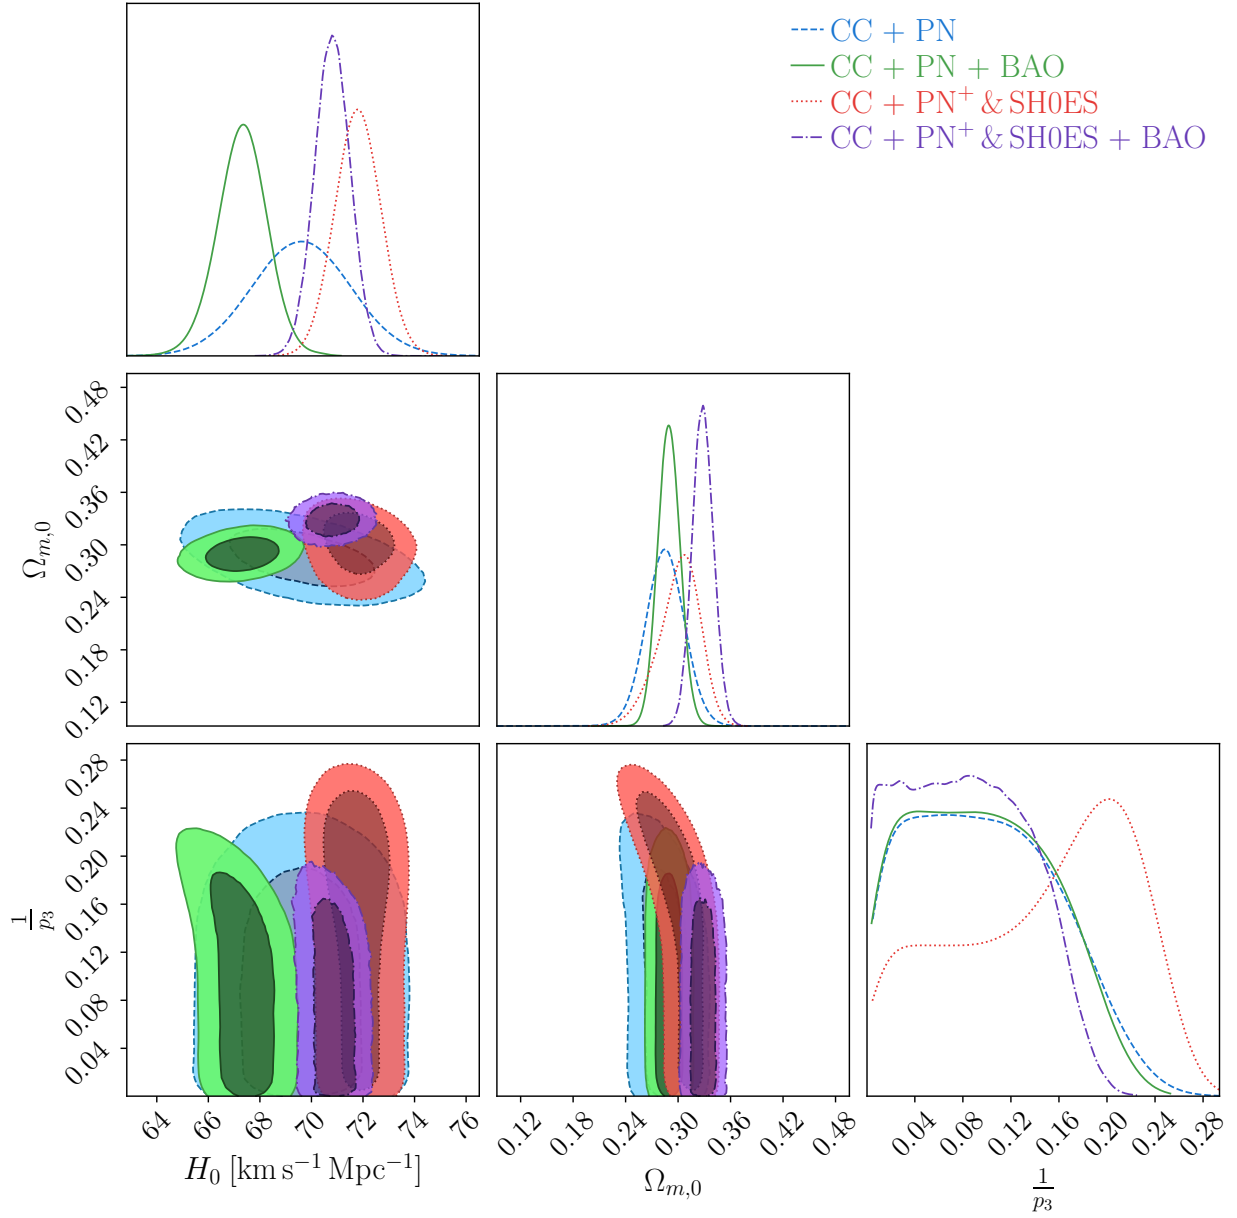 CC + PN
CC + PN + BAO
CC + PN⁺ & SH0ES
CC + PN⁺ & SH0ES + BAO
0.48
0.42
0.36
0.30
0.24
0.18
0.12
Ω_{m,0}
0.28
0.24
0.20
0.16
0.12
0.08
0.04
1/p₃
64 66 68 70 72 74 76
H₀ [km s⁻¹ Mpc⁻¹]
0.12 0.18 0.24 0.30 0.36 0.42 0.48
Ω_{m,0}
0.04 0.08 0.12 0.16 0.20 0.24 0.28
1/p₃